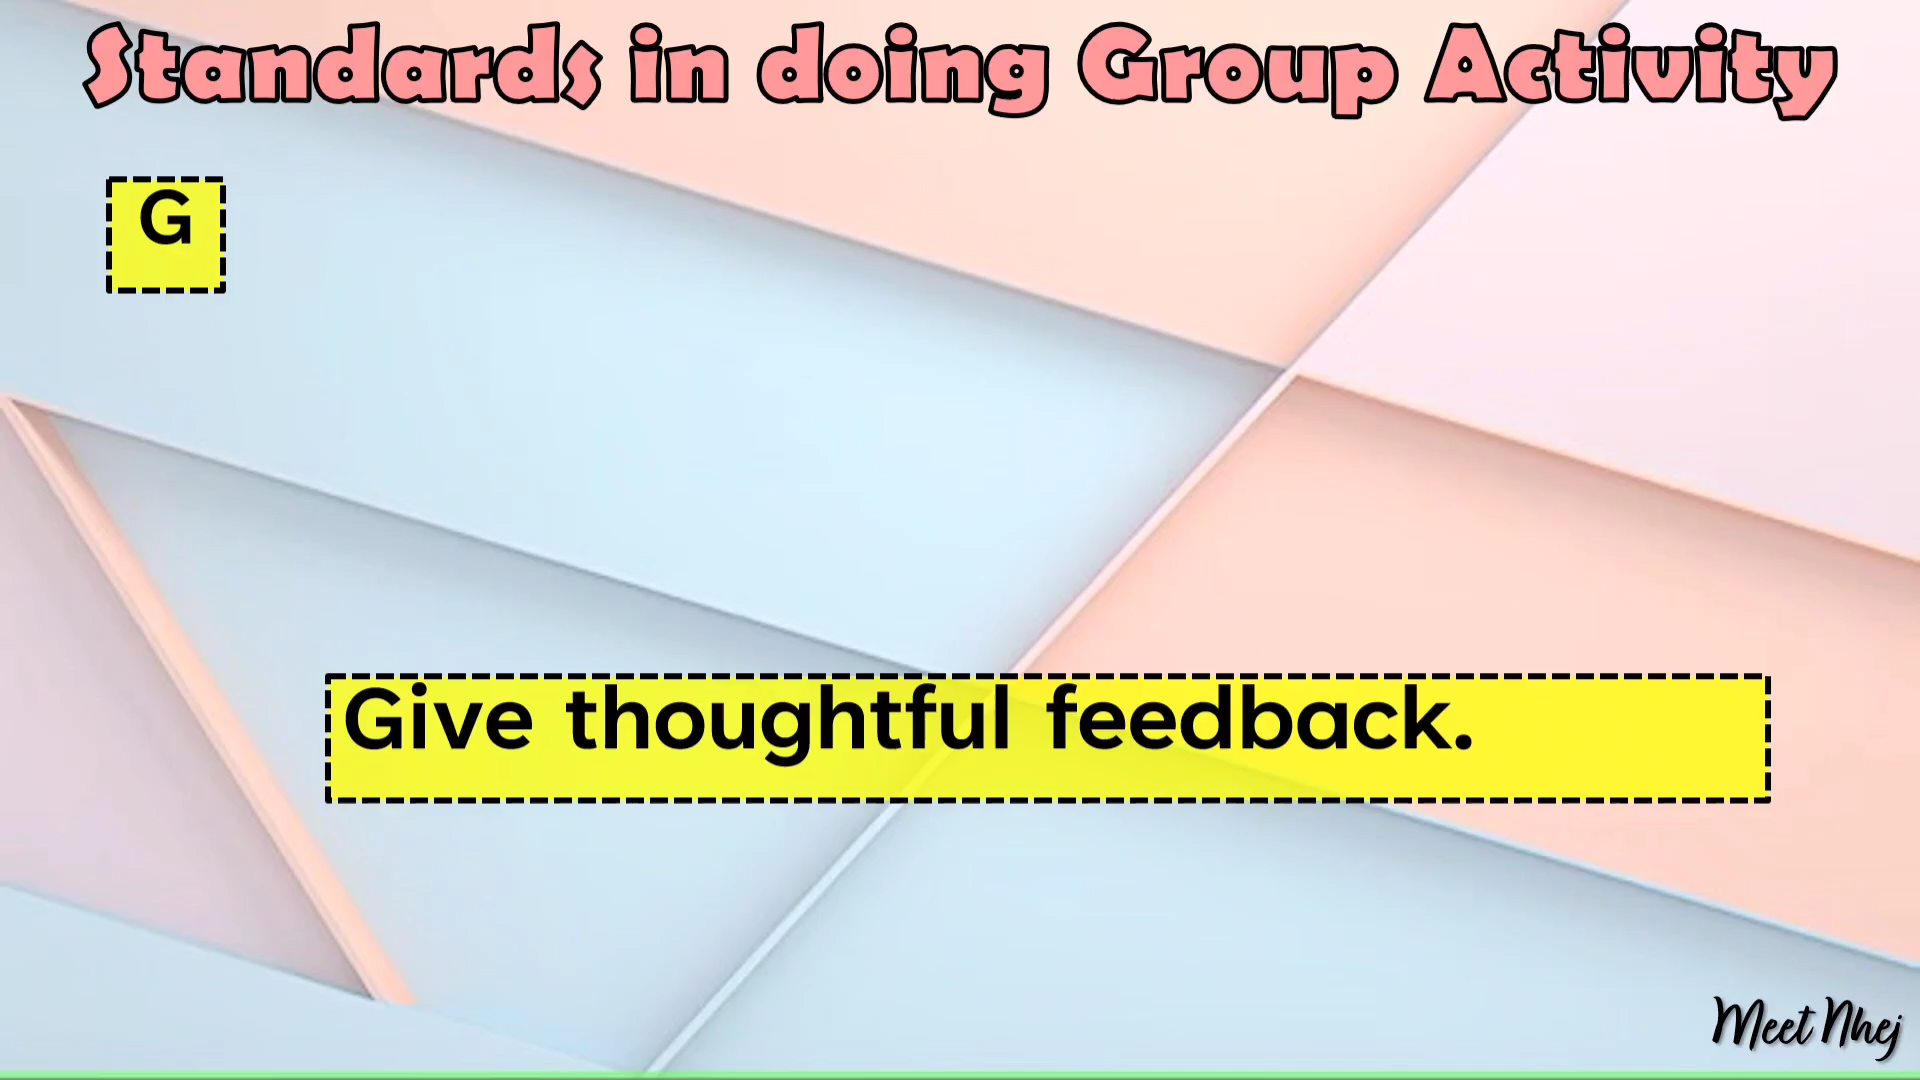 Standards in doing Group Activity
G
Give thoughtful feedback.
Meet Nhej